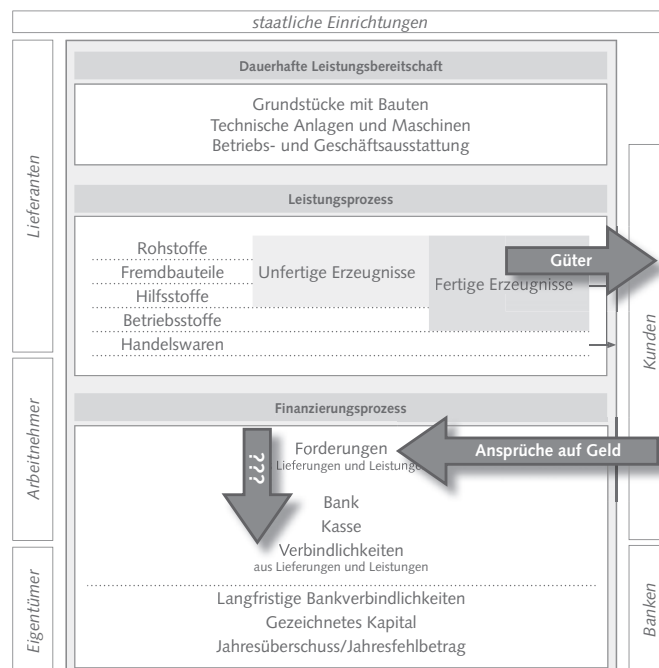 staatliche Einrichtungen
Lieferanten
Arbeitnehmer
Eigentümer
Dauerhafte Leistungsbereitschaft
Grundstücke mit Bauten
Technische Anlagen und Maschinen
Betriebs- und Geschäftsausstattung
Leistungsprozess
Rohstoffe
Fremdbauteile
Hilfsstoffe
Betriebsstoffe
Handelswaren
Unfertige Erzeugnisse
Fertige Erzeugnisse
Güter
Finanzierungsprozess
???
Forderungen
Lieferungen und Leistungen
Ansprüche auf Geld
Bank
Kasse
Verbindlichkeiten
aus Lieferungen und Leistungen
Langfristige Bankverbindlichkeiten
Gezeichnetes Kapital
Jahresüberschuss/Jahresfehlbetrag
Kunden
Banken